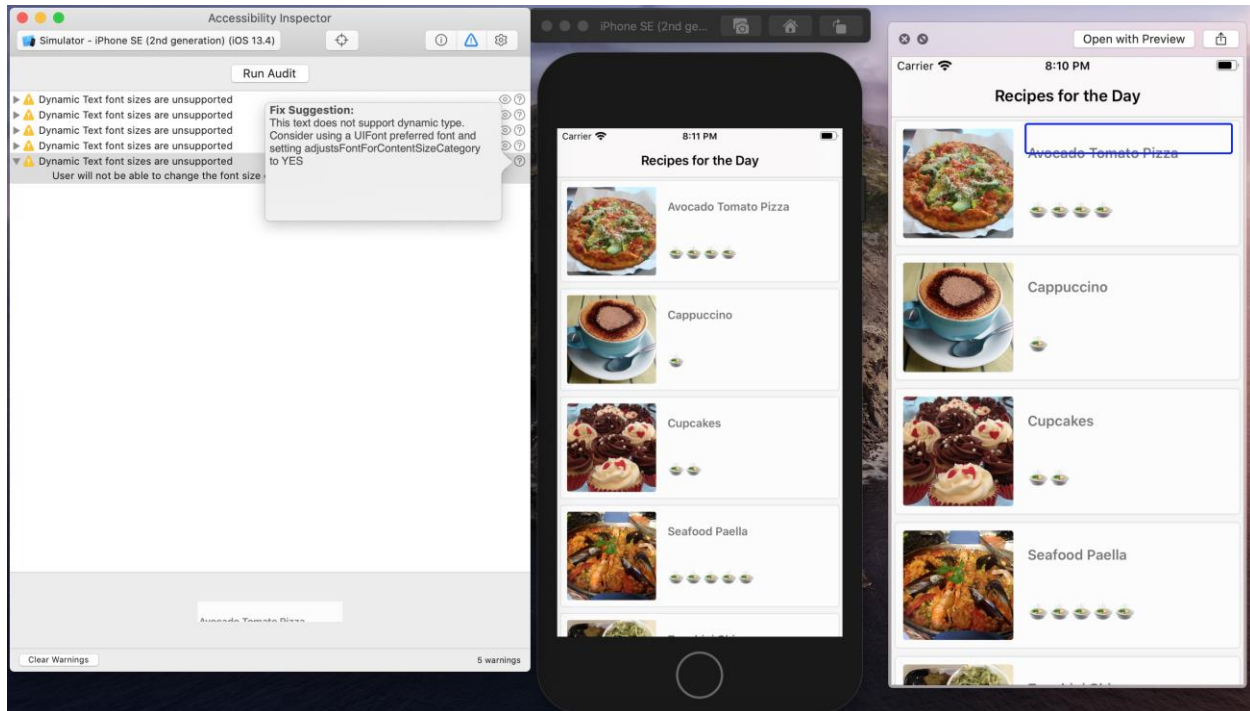 Accessibility Inspector
Simulator - iPhone SE (2nd generation) (iOS 13.4)
Run Audit
Dynamic Text font sizes are unsupported
Dynamic Text font sizes are unsupported
Dynamic Text font sizes are unsupported
Dynamic Text font sizes are unsupported
Dynamic Text font sizes are unsupported
User will not be able to change the font size
Fix Suggestion:
This text does not support dynamic type.
Consider using a UIFont preferred font and
setting adjustsFontForContentSizeCategory
to YES
Avocado Tomato Pizza
Clear Warnings
5 warnings
iPhone SE (2nd ge...
Carrier
8:11 PM
Recipes for the Day
Avocado Tomato Pizza
Cappuccino
Cupcakes
Seafood Paella
Open with Preview
Carrier
8:10 PM
Recipes for the Day
Avocado Tomato Pizza
Cappuccino
Cupcakes
Seafood Paella